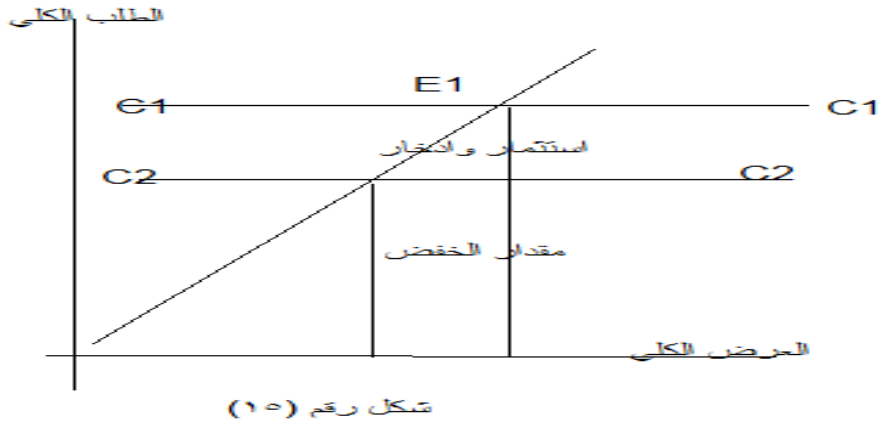 الطلب الكلي
E1
C1
C1
استثمار وادخار
C2
C2
مقدار الخفض
العرض الكلي
شكل رقم (١٥)